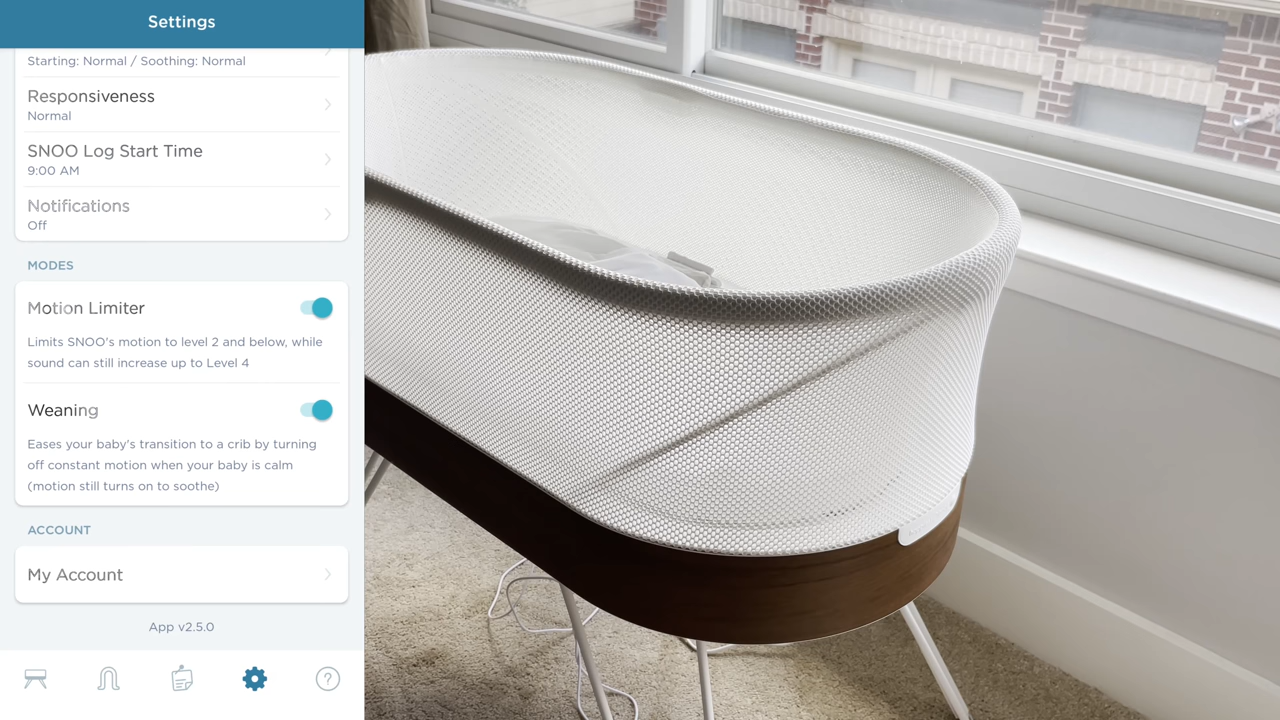 Settings
Starting: Normal / Soothing: Normal
Responsiveness
Normal
SNOO Log Start Time
9:00 AM
Notifications
Off
MODES
Motion Limiter
Limits SNOO's motion to level 2 and below, while
sound can still increase up to Level 4
Weaning
Eases your baby's transition to a crib by turning
off constant motion when your baby is calm
(motion still turns on to soothe)
ACCOUNT
My Account
App v2.5.0
?